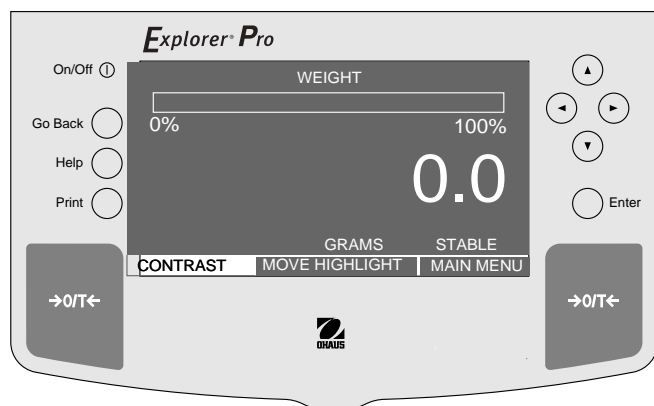 Explorer® Pro
On/Off
WEIGHT
Go Back
0% 100%
Help
0.0
Print
Enter
GRAMS STABLE
CONTRAST MOVE HIGHLIGHT MAIN MENU
→0/T← →0/T←
OHAUS